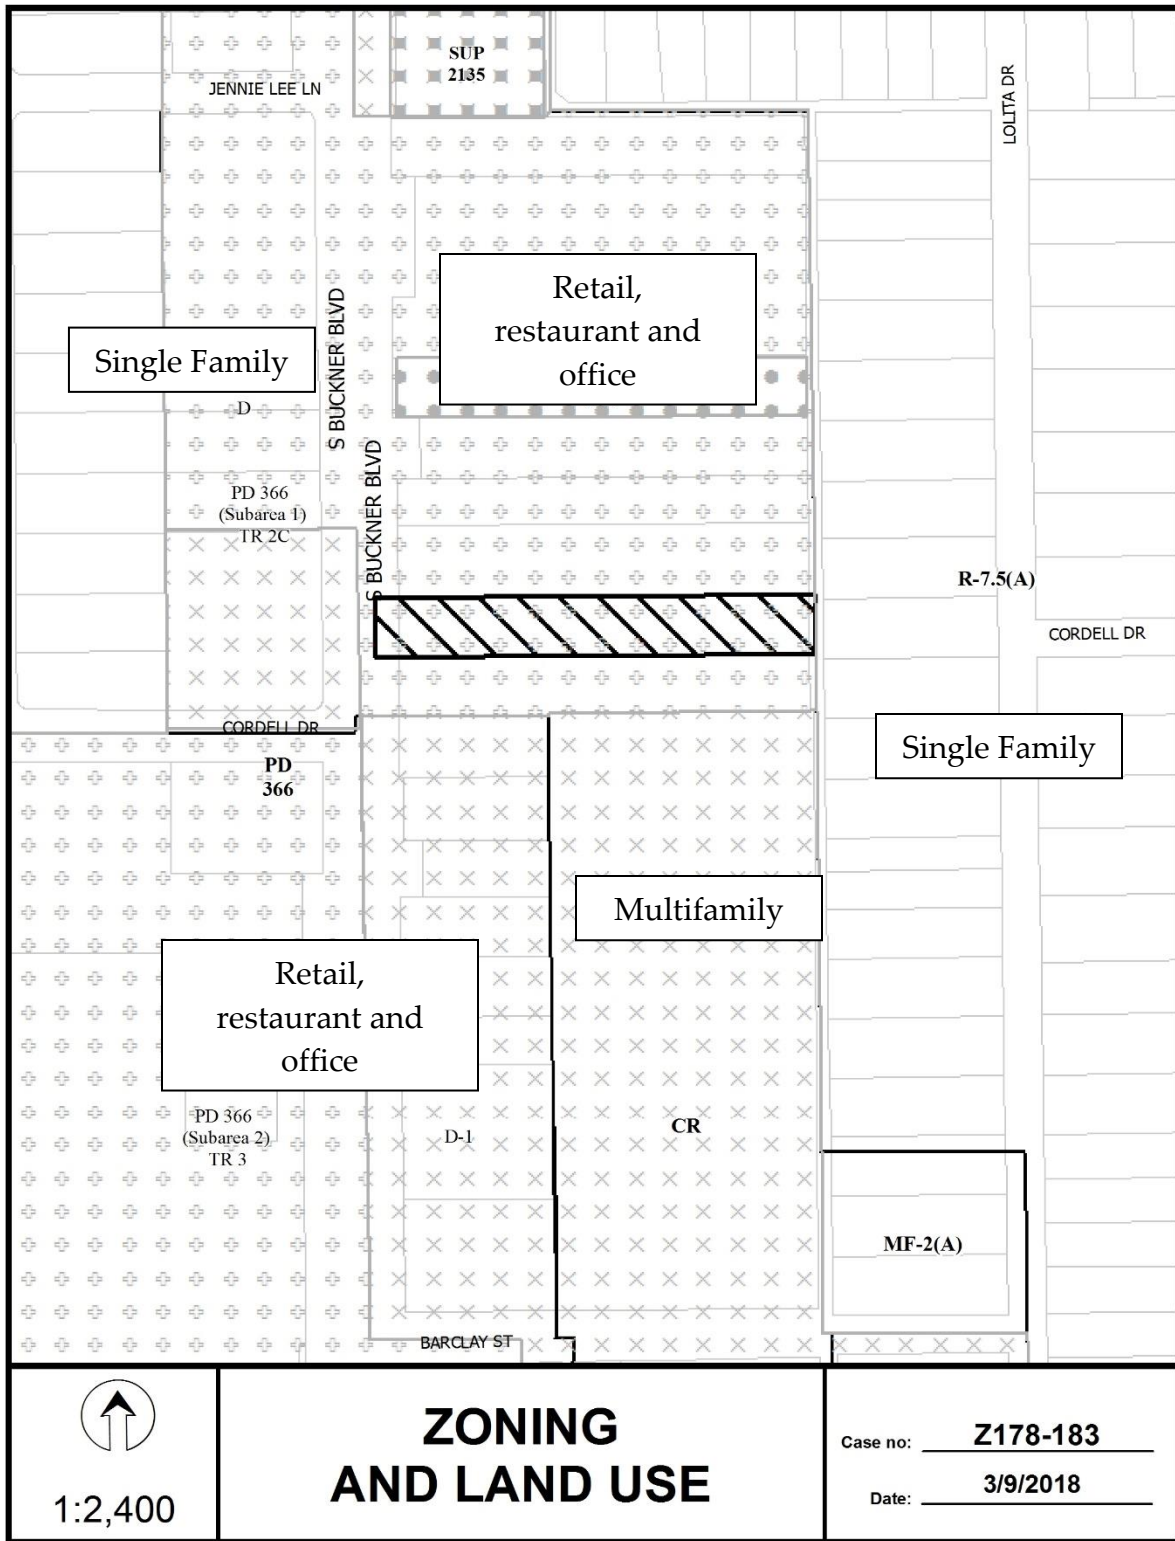 SUP
2135
JENNIE LEE LN
LOLITA DR
Retail,
restaurant and
office
S BUCKNER BLVD
Single Family
D
S BUCKNER BLVD
PD 366
(Subarea 1)
TR 2C
R-7.5(A)
CORDELL DR
CORDELL DR
Single Family
PD
366
Multifamily
Retail,
restaurant and
office
PD 366
(Subarea 2)
TR 3
D-1
CR
MF-2(A)
BARCLAY ST
1:2,400
ZONING
AND LAND USE
Case no: Z178-183
Date: 3/9/2018